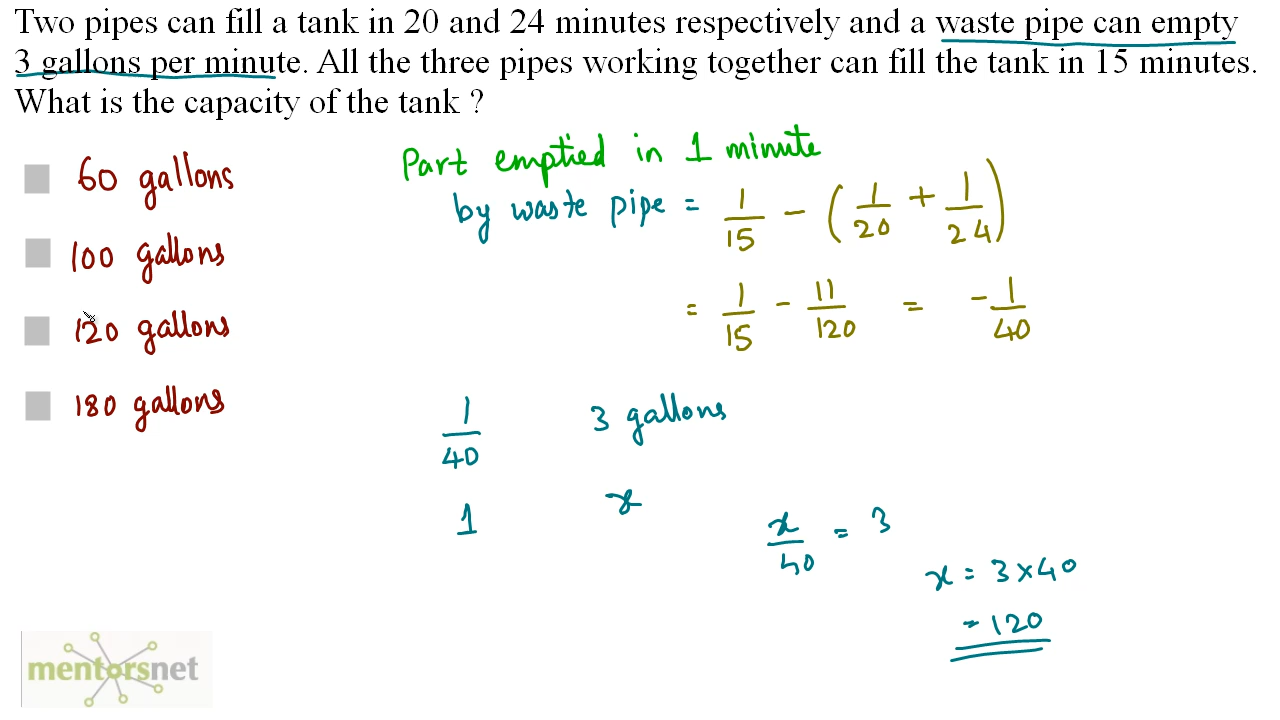 Two pipes can fill a tank in 20 and 24 minutes respectively and a waste pipe can empty
3 gallons per minute. All the three pipes working together can fill the tank in 15 minutes.
What is the capacity of the tank ?
60 gallons
100 gallons
120 gallons
180 gallons
Part emptied in 1 minute
by waste pipe = 1/15 - (1/20 + 1/24)
= 1/15 - 11/120 = -1/40
1/40 3 gallons
1 x
x/40 = 3
x = 3 × 40
= 120
mentorsnet